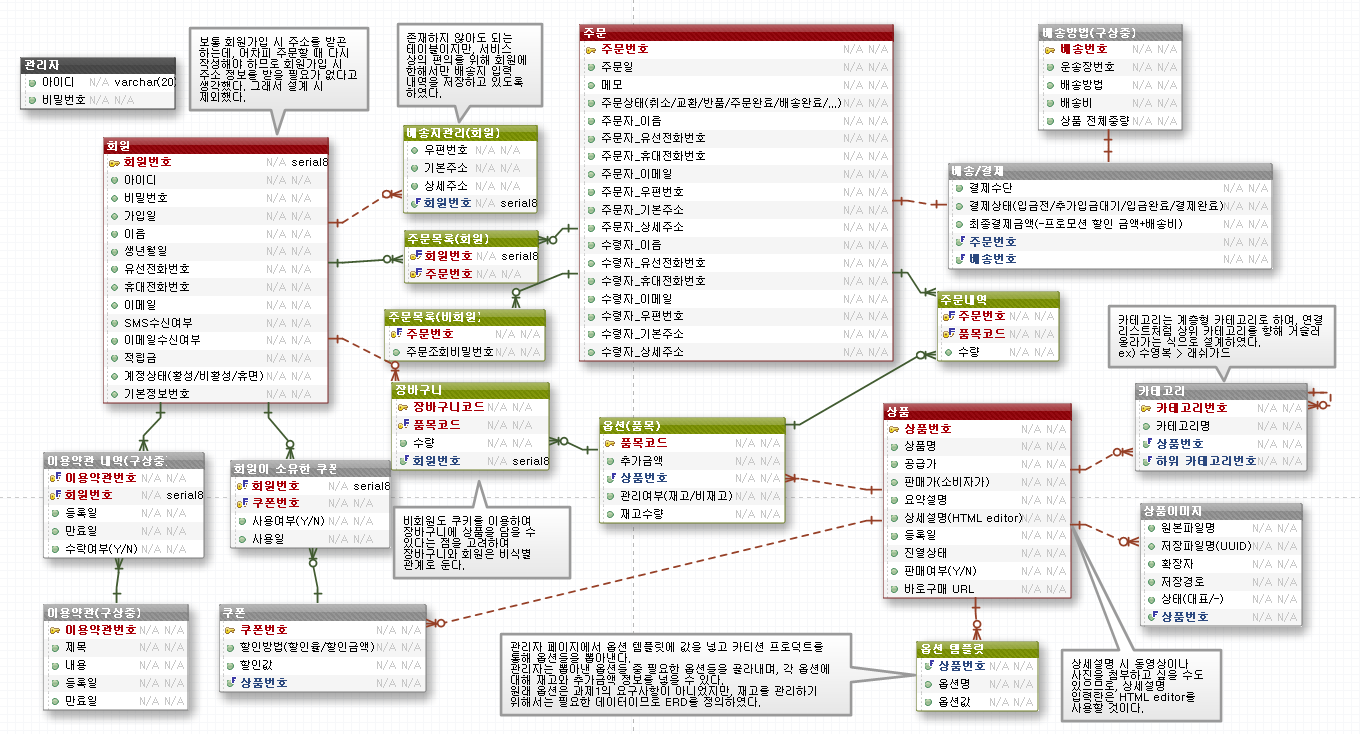 관리자
아이디 N/A varchar(20)
비밀번호 N/A N/A
보통 회원가입 시 주소를 받곤
하는데, 어차피 주문할 때 다시
작성해야 하므로 회원가입 시
주소 정보를 받을 필요가 없다고
생각했다. 그래서 설계 시
제외했다.
존재하지 않아도 되는
테이블이지만, 서비스
상의 편의를 위해 회원에
한해서만 배송지 입력
내역을 저장하고 있도록
하였다.
회원
회원번호 N/A serial8
아이디 N/A N/A
비밀번호 N/A N/A
가입일 N/A N/A
이름 N/A N/A
생년월일 N/A N/A
유선전화번호 N/A N/A
휴대전화번호 N/A N/A
이메일 N/A N/A
SMS수신여부 N/A N/A
이메일수신여부 N/A N/A
적립금 N/A N/A
계정상태(활성/비활성/휴면) N/A N/A
기본정보번호 N/A N/A
배송지관리(회원)
우편번호 N/A N/A
기본주소 N/A N/A
상세주소 N/A N/A
회원번호 N/A serial8
주문목록(회원)
회원번호 N/A serial8
주문번호 N/A N/A
주문목록(비회원)
주문번호 N/A N/A
주문조회비밀번호 N/A N/A
장바구니
장바구니코드 N/A N/A
품목코드 N/A N/A
수량 N/A N/A
회원번호 N/A serial8
비회원도 쿠키를 이용하여
장바구니에 상품을 담을 수
있다는 점을 고려하여
장바구니와 회원은 비식별
관계로 둔다.
주문
주문번호 N/A N/A
주문일 N/A N/A
메모 N/A N/A
주문상태(취소/교환/반품/주문완료/배송완료/...) N/A N/A
주문자_이름 N/A N/A
주문자_유선전화번호 N/A N/A
주문자_휴대전화번호 N/A N/A
주문자_이메일 N/A N/A
주문자_우편번호 N/A N/A
주문자_기본주소 N/A N/A
주문자_상세주소 N/A N/A
수령자_이름 N/A N/A
수령자_유선전화번호 N/A N/A
수령자_휴대전화번호 N/A N/A
수령자_이메일 N/A N/A
수령자_우편번호 N/A N/A
수령자_기본주소 N/A N/A
수령자_상세주소 N/A N/A
배송방법(구상중)
배송번호 N/A N/A
운송장번호 N/A N/A
배송방법 N/A N/A
배송비 N/A N/A
상품 전체중량 N/A N/A
배송/결제
결제수단 N/A N/A
결제상태(입금전/추가입금대기/입금완료/결제완료) N/A N/A
최종결제금액(-프로모션 할인 금액+배송비) N/A N/A
주문번호 N/A N/A
배송번호 N/A N/A
주문내역
주문번호 N/A N/A
품목코드 N/A N/A
수량 N/A N/A
카테고리는 계층형 카테고리로 하여, 연결
리스트처럼 상위 카테고리를 향해 거슬러
올라가는 식으로 설계하였다.
ex) 수영복 > 래쉬가드
카테고리
카테고리번호 N/A N/A
카테고리명 N/A N/A
상품번호 N/A N/A
하위 카테고리번호 N/A N/A
옵션(품목)
품목코드 N/A N/A
추가금액 N/A N/A
상품번호 N/A N/A
관리여부(재고/비재고) N/A N/A
재고수량 N/A N/A
상품
상품번호 N/A N/A
상품명 N/A N/A
공급가 N/A N/A
판매가(소비자가) N/A N/A
요약설명 N/A N/A
상세설명(HTML editor) N/A N/A
등록일 N/A N/A
진열상태 N/A N/A
판매여부(Y/N) N/A N/A
바로구매 URL N/A N/A
상품이미지
원본파일명 N/A N/A
저장파일명(UUID) N/A N/A
확장자 N/A N/A
저장경로 N/A N/A
상태(대표/-) N/A N/A
상품번호 N/A N/A
이용약관 내역(구상중)
이용약관번호 N/A N/A
회원번호 N/A serial8
등록일 N/A N/A
만료일 N/A N/A
수락여부(Y/N) N/A N/A
회원이 소유한 쿠폰
회원번호 N/A serial8
쿠폰번호 N/A N/A
사용여부(Y/N) N/A N/A
사용일 N/A N/A
이용약관(구상중)
이용약관번호 N/A N/A
제목 N/A N/A
내용 N/A N/A
등록일 N/A N/A
만료일 N/A N/A
쿠폰
쿠폰번호 N/A N/A
할인방법(할인율/할인금액) N/A N/A
할인값 N/A N/A
상품번호 N/A N/A
관리자 페이지에서 옵션 템플릿에 값을 넣고 카티션 프로덕트를
통해 옵션들을 뽑아낸다.
관리자는 뽑아낸 옵션들 중 필요한 옵션들을 골라내며, 각 옵션에
대해 재고와 추가금액 정보를 넣을 수 있다.
원래 옵션은 과제1의 요구사항이 아니었지만, 재고를 관리하기
위해서는 필요한 데이터이므로 ERD을 정의하였다.
옵션 템플릿
상품번호 N/A N/A
옵션명 N/A N/A
옵션값 N/A N/A
상세설명 시 동영상이나
사진을 첨부하고 싶을 수도
있으므로, 상세설명
입력란은 HTML editor를
사용할 것이다.